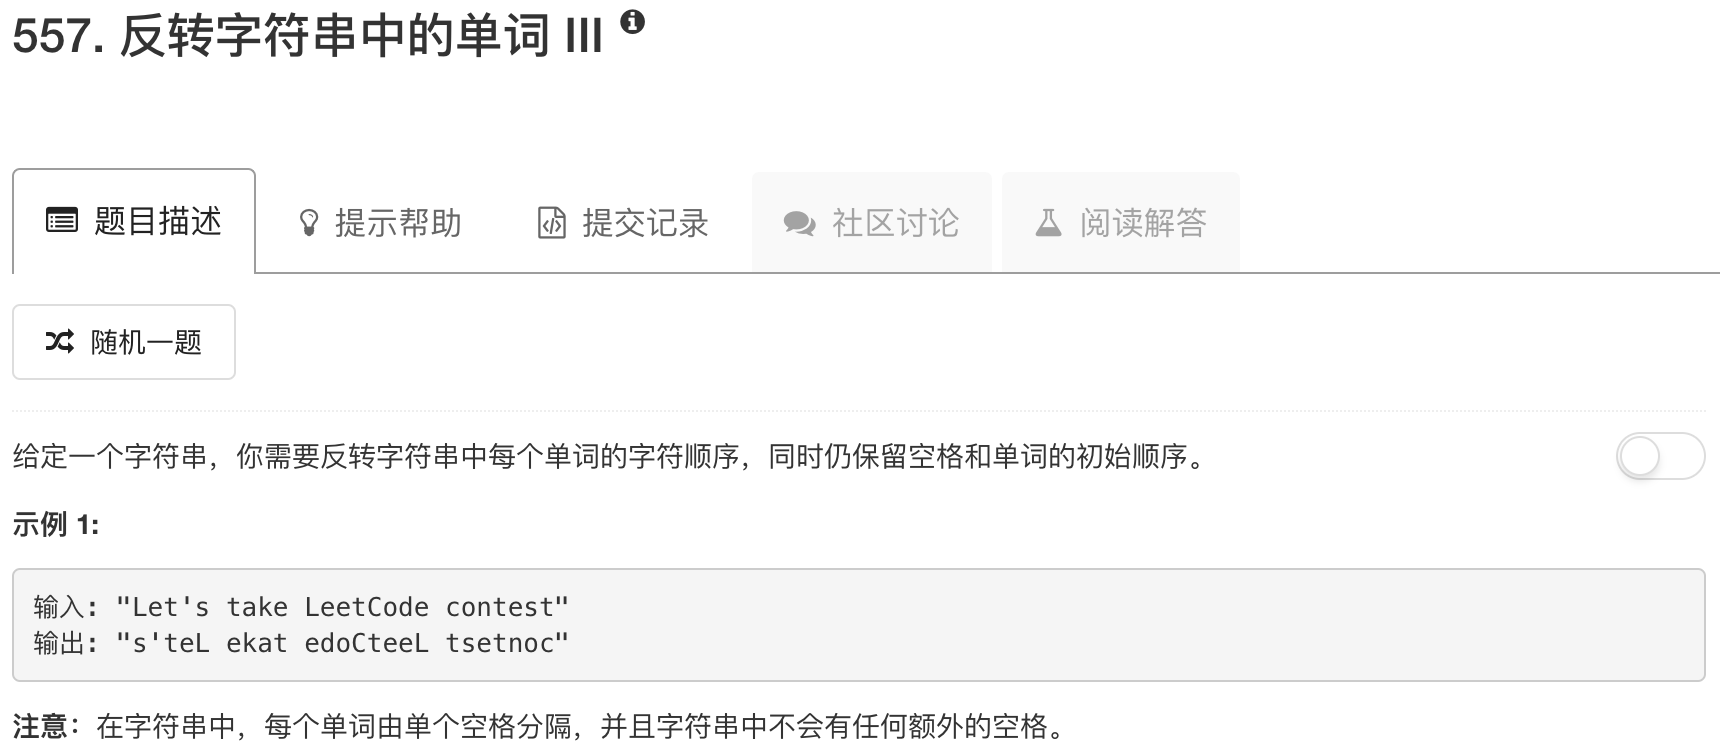 557. 反转字符串中的单词 III
题目描述 提示帮助 提交记录 社区讨论 阅读解答
随机一题
给定一个字符串，你需要反转字符串中每个单词的字符顺序，同时仍保留空格和单词的初始顺序。
示例 1:
输入: "Let's take LeetCode contest"
输出: "s'teL ekat edoCteeL tsetnoc"
注意：在字符串中，每个单词由单个空格分隔，并且字符串中不会有任何额外的空格。